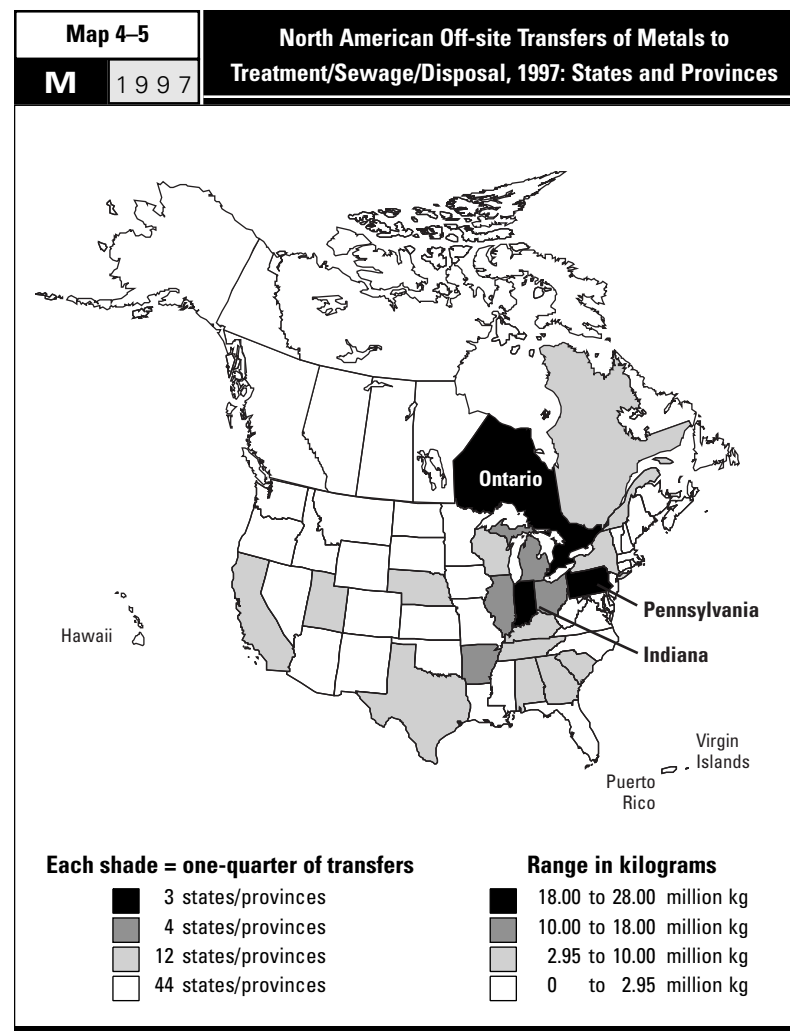 Map 4–5
M 1997
North American Off-site Transfers of Metals to
Treatment/Sewage/Disposal, 1997: States and Provinces
Ontario
Pennsylvania
Hawaii
Indiana
Virgin
Islands
Puerto
Rico
Each shade = one-quarter of transfers
3 states/provinces
4 states/provinces
12 states/provinces
44 states/provinces
Range in kilograms
18.00 to 28.00 million kg
10.00 to 18.00 million kg
2.95 to 10.00 million kg
0 to 2.95 million kg